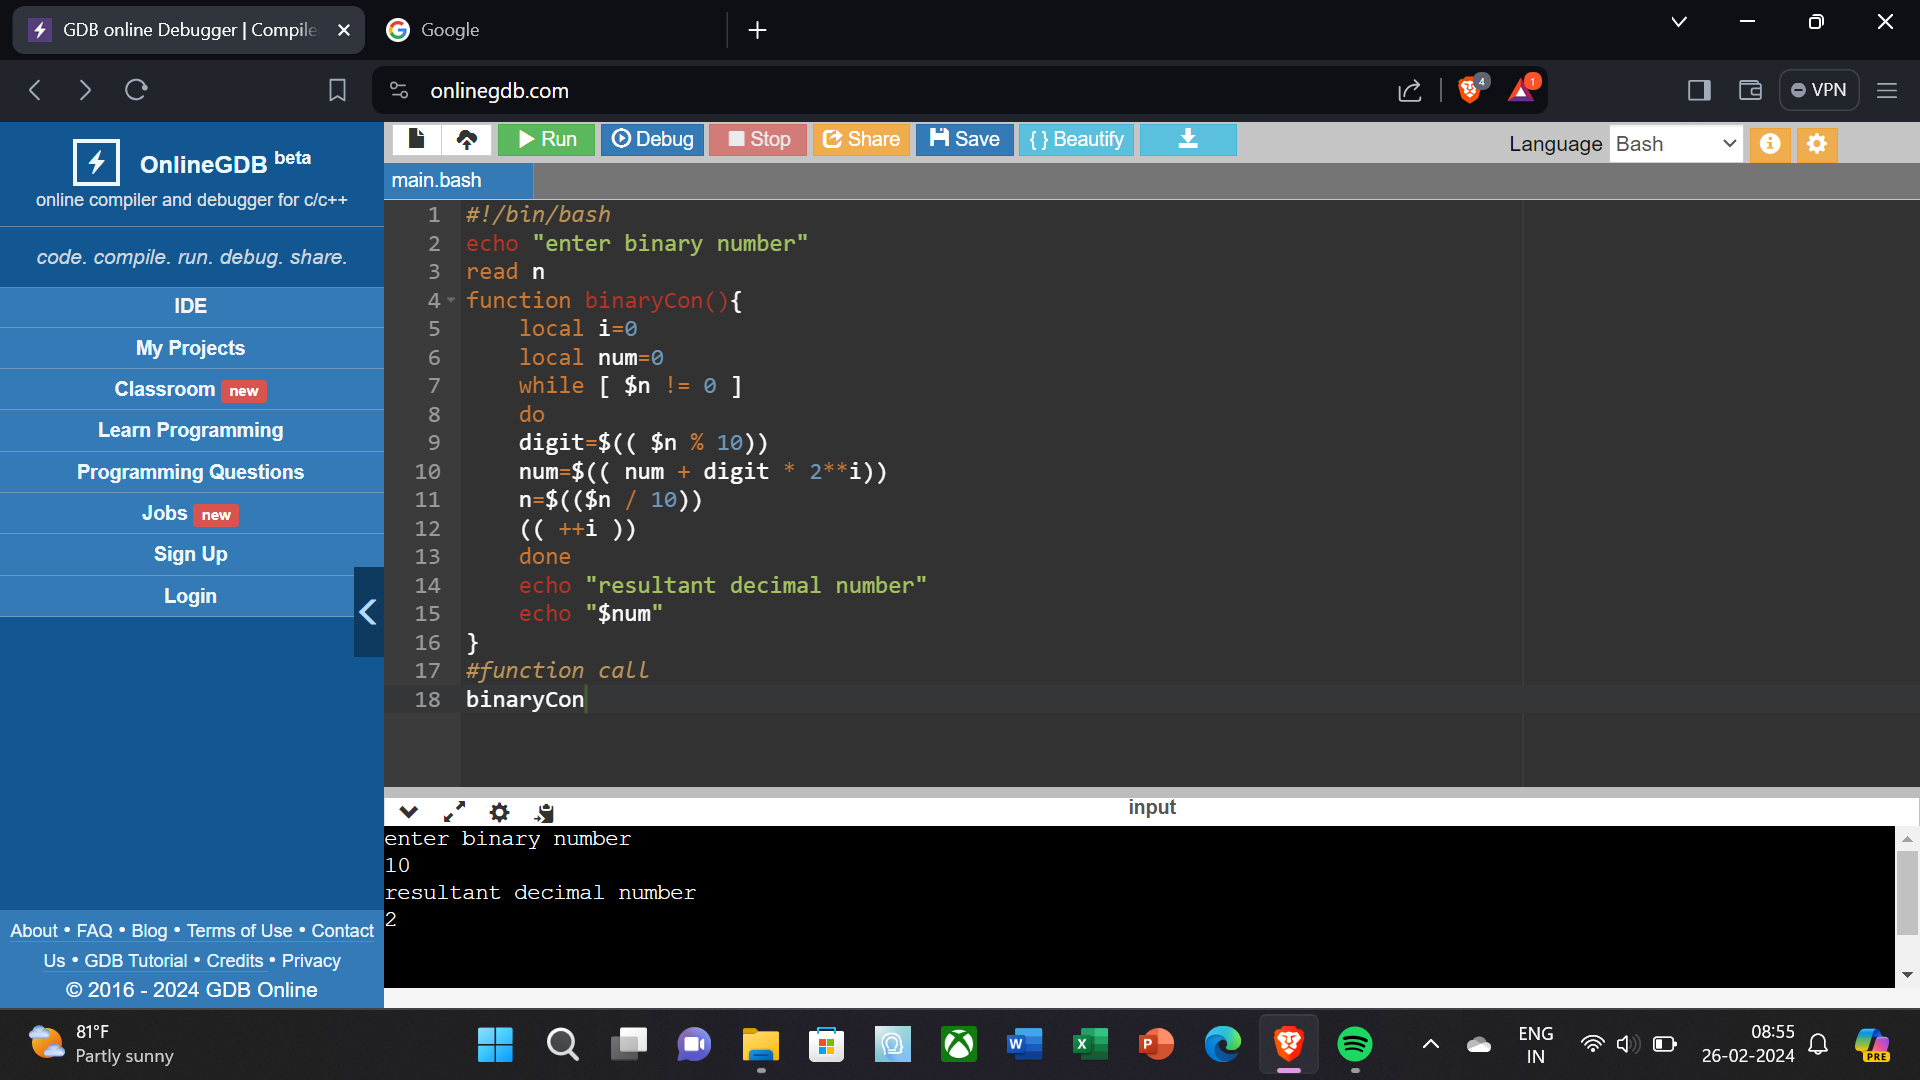 GDB online Debugger | Compile
Google
onlinegdb.com
4
1
VPN
OnlineGDB beta
online compiler and debugger for c/c++
code. compile. run. debug. share.
IDE
My Projects
Classroom new
Learn Programming
Programming Questions
Jobs new
Sign Up
Login
About • FAQ • Blog • Terms of Use • Contact
Us • GDB Tutorial • Credits • Privacy
© 2016 - 2024 GDB Online
Run Debug Stop Share Save { } Beautify
Language Bash
main.bash
1 #!/bin/bash
2 echo "enter binary number"
3 read n
4 function binaryCon(){
5     local i=0
6     local num=0
7     while [ $n != 0 ]
8     do
9     digit=$(( $n % 10))
10     num=$(( num + digit * 2**i))
11     n=$(($n / 10))
12     (( ++i ))
13     done
14     echo "resultant decimal number"
15     echo "$num"
16 }
17 #function call
18 binaryCon
input
enter binary number
10
resultant decimal number
2
81°F
Partly sunny
W
X
P
ENG
IN
08:55
26-02-2024
PRE